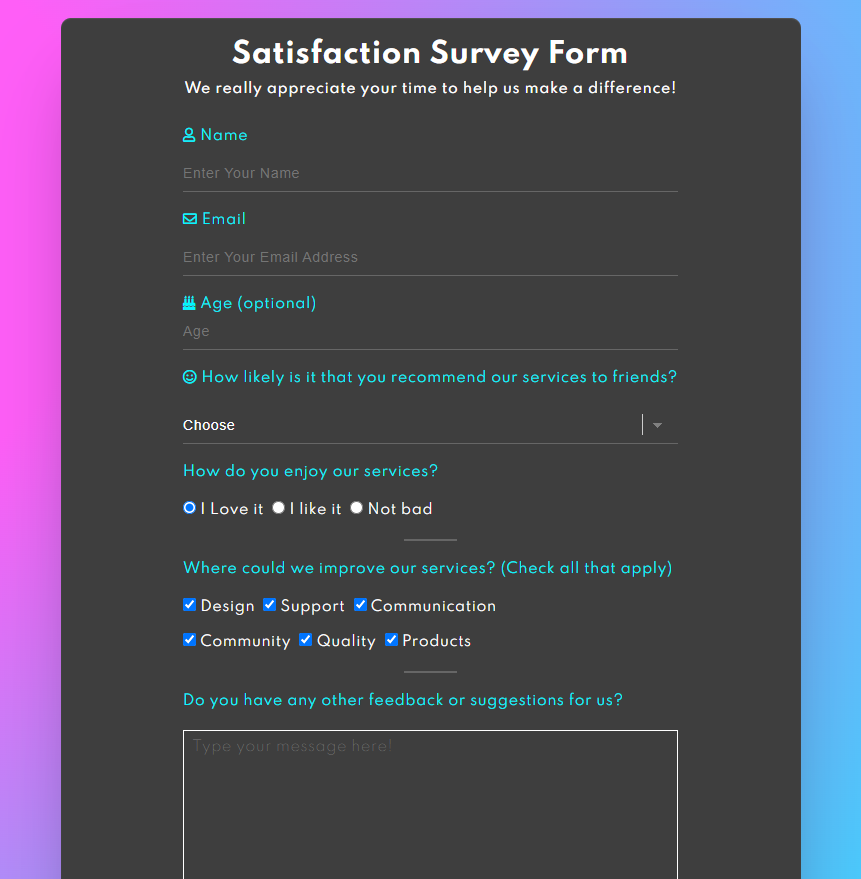 Satisfaction Survey Form
We really appreciate your time to help us make a difference!
Name
Enter Your Name
Email
Enter Your Email Address
Age (optional)
Age
How likely is it that you recommend our services to friends?
Choose
How do you enjoy our services?
I Love it I like it Not bad
Where could we improve our services? (Check all that apply)
Design Support Communication
Community Quality Products
Do you have any other feedback or suggestions for us?
Type your message here!